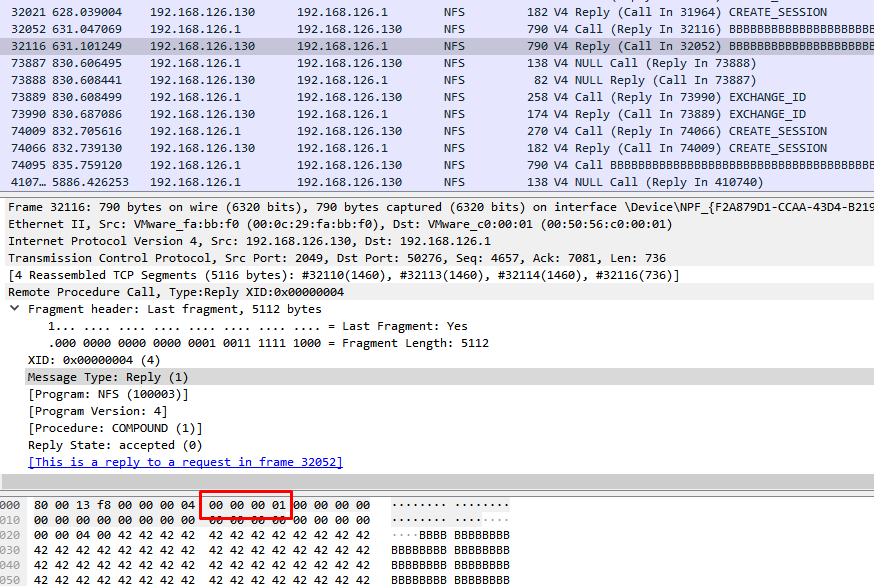 32021 628.039004 192.168.126.130 192.168.126.1 NFS 182 V4 Reply (Call In 31964) CREATE_SESSION
32052 631.047069 192.168.126.1 192.168.126.130 NFS 790 V4 Call (Reply In 32116) BBBBBBBBBBBBBBBBBBBBB
32116 631.101249 192.168.126.130 192.168.126.1 NFS 790 V4 Reply (Call In 32052) BBBBBBBBBBBBBBBBBBBBB
73887 830.606495 192.168.126.1 192.168.126.130 NFS 138 V4 NULL Call (Reply In 73888)
73888 830.608441 192.168.126.130 192.168.126.1 NFS 82 V4 NULL Reply (Call In 73887)
73889 830.608499 192.168.126.1 192.168.126.130 NFS 258 V4 Call (Reply In 73990) EXCHANGE_ID
73990 830.687086 192.168.126.130 192.168.126.1 NFS 174 V4 Reply (Call In 73889) EXCHANGE_ID
74009 832.705616 192.168.126.1 192.168.126.130 NFS 270 V4 Call (Reply In 74066) CREATE_SESSION
74066 832.739130 192.168.126.130 192.168.126.1 NFS 182 V4 Reply (Call In 74009) CREATE_SESSION
74095 835.759120 192.168.126.1 192.168.126.130 NFS 790 V4 Call BBBBBBBBBBBBBBBBBBBBBBBBBBBBBBBBBBBBB
4107… 5886.426253 192.168.126.1 192.168.126.130 NFS 138 V4 NULL Call (Reply In 410740)
Frame 32116: 790 bytes on wire (6320 bits), 790 bytes captured (6320 bits) on interface \Device\NPF_{F2A879D1-CCAA-43D4-B219
Ethernet II, Src: VMware_fa:bb:f0 (00:0c:29:fa:bb:f0), Dst: VMware_c0:00:01 (00:50:56:c0:00:01)
Internet Protocol Version 4, Src: 192.168.126.130, Dst: 192.168.126.1
Transmission Control Protocol, Src Port: 2049, Dst Port: 50276, Seq: 4657, Ack: 7081, Len: 736
[4 Reassembled TCP Segments (5116 bytes): #32110(1460), #32113(1460), #32114(1460), #32116(736)]
Remote Procedure Call, Type:Reply XID:0x00000004
Fragment header: Last fragment, 5112 bytes
1... .... .... .... .... .... .... .... = Last Fragment: Yes
.000 0000 0000 0000 0001 0011 1111 1000 = Fragment Length: 5112
XID: 0x00000004 (4)
Message Type: Reply (1)
[Program: NFS (100003)]
[Program Version: 4]
[Procedure: COMPOUND (1)]
Reply State: accepted (0)
[This is a reply to a request in frame 32052]
000 80 00 13 f8 00 00 00 04 00 00 00 01 00 00 00 00 ········ ········
010 00 00 00 00 00 00 00 00 00 00 00 00 00 00 00 00 ········ ········
020 00 00 04 00 42 42 42 42 42 42 42 42 42 42 42 42 ····BBBB BBBBBBBB
030 42 42 42 42 42 42 42 42 42 42 42 42 42 42 42 42 BBBBBBBB BBBBBBBB
040 42 42 42 42 42 42 42 42 42 42 42 42 42 42 42 42 BBBBBBBB BBBBBBBB
050 42 42 42 42 42 42 42 42 42 42 42 42 42 42 42 42 BBBBBBBB BBBBBBBB